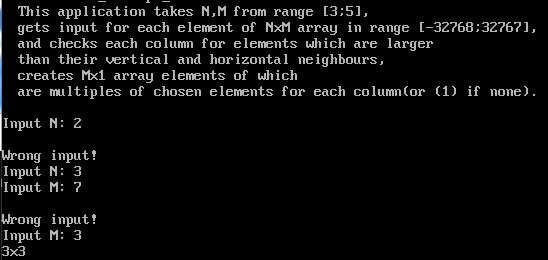 This application takes N,M from range [3;5],
gets input for each element of NxM array in range [-32768;32767],
and checks each column for elements which are larger
than their vertical and horizontal neighbours,
creates Mx1 array elements of which
are multiples of chosen elements for each column(or (1) if none).
Input N: 2
Wrong input!
Input N: 3
Input M: 7
Wrong input!
Input M: 3
3x3